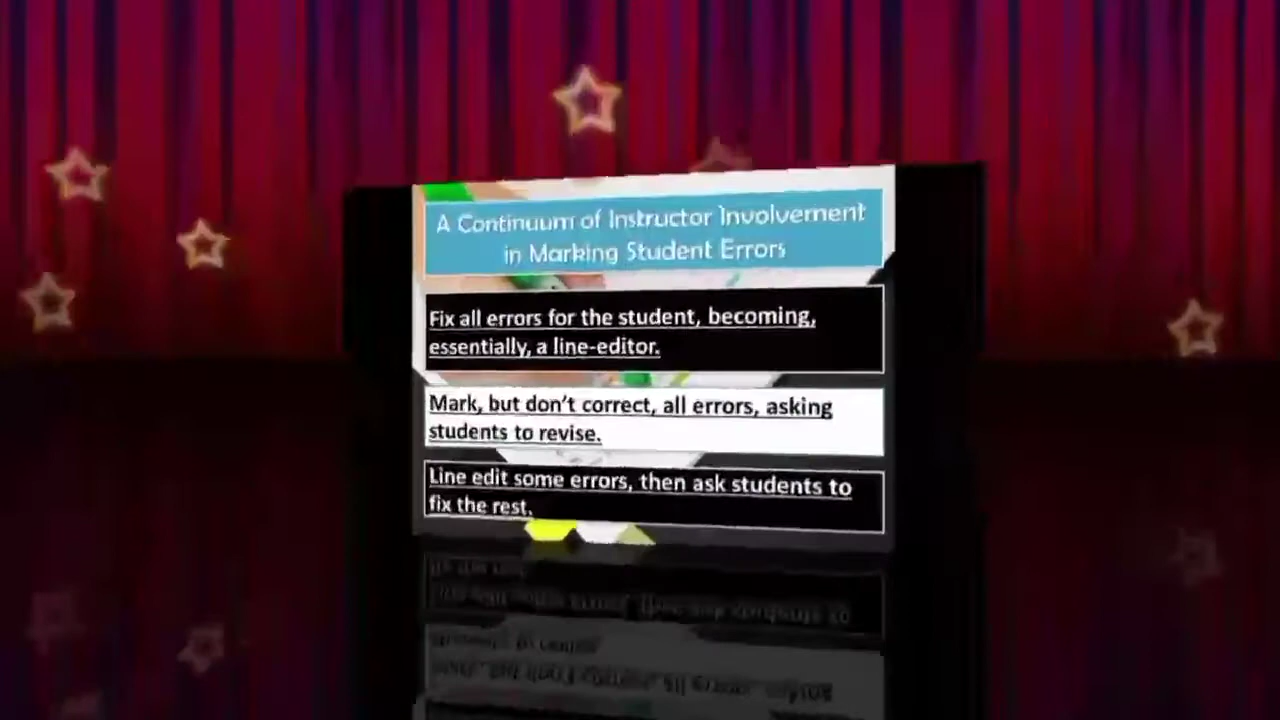 A Continuum of Instructor Involvement
in Marking Student Errors
Fix all errors for the student, becoming,
essentially, a line-editor.
Mark, but don't correct, all errors, asking
students to revise.
Line edit some errors, then ask students to
fix the rest.